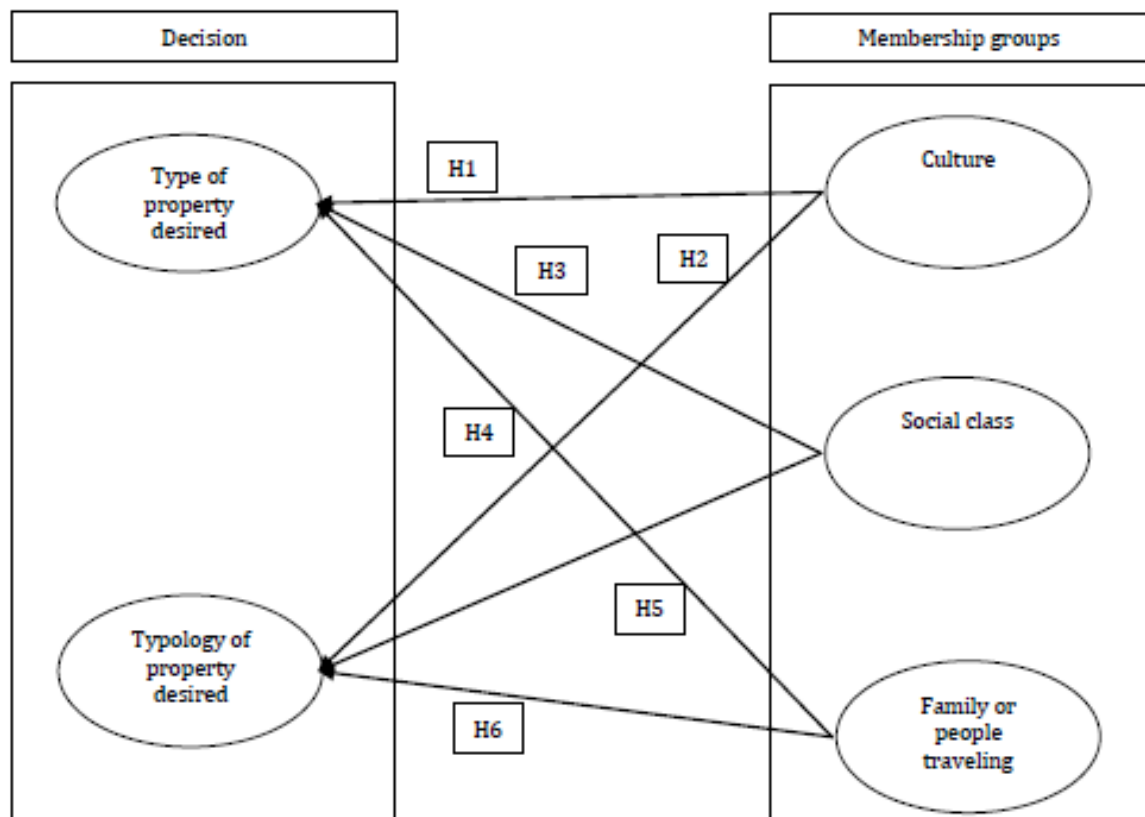 Decision
Membership groups
Type of
property
desired
H1
Culture
H2
H3
H4
Social class
H5
Typology of
property
desired
H6
Family or
people
traveling